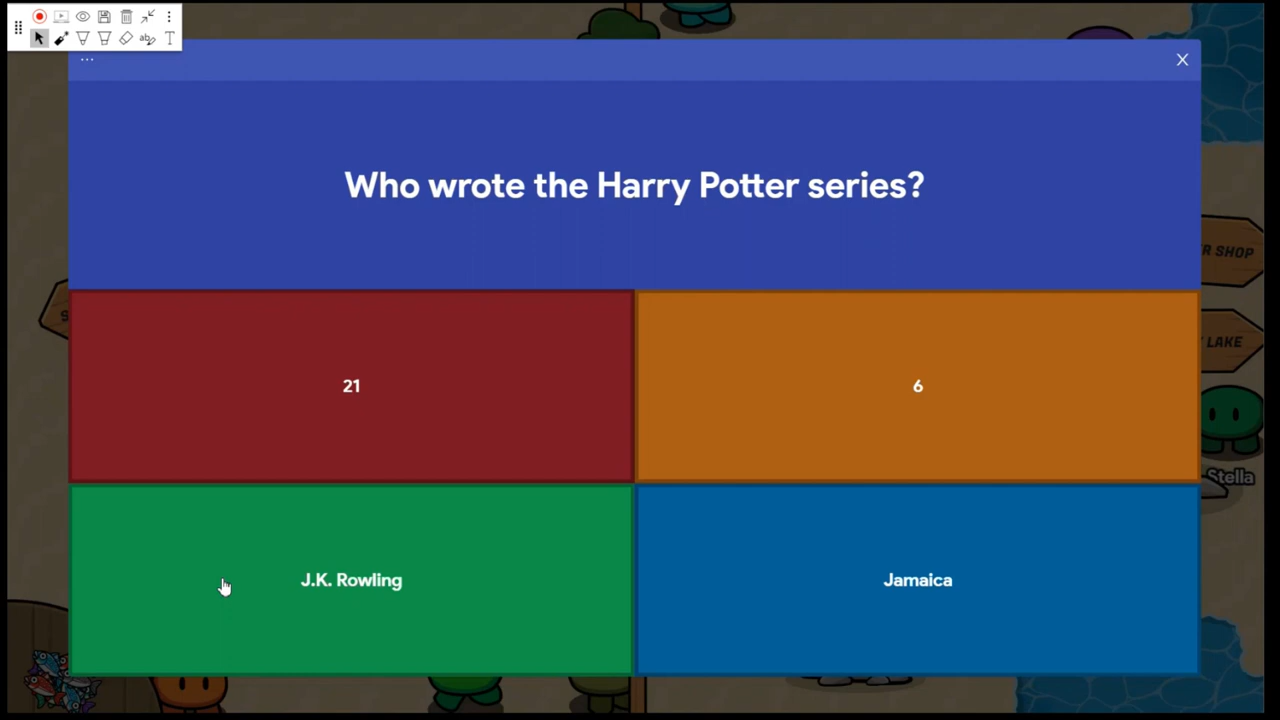 Who wrote the Harry Potter series?
R SHOP
S
LAKE
21
6
Stella
J.K. Rowling
Jamaica